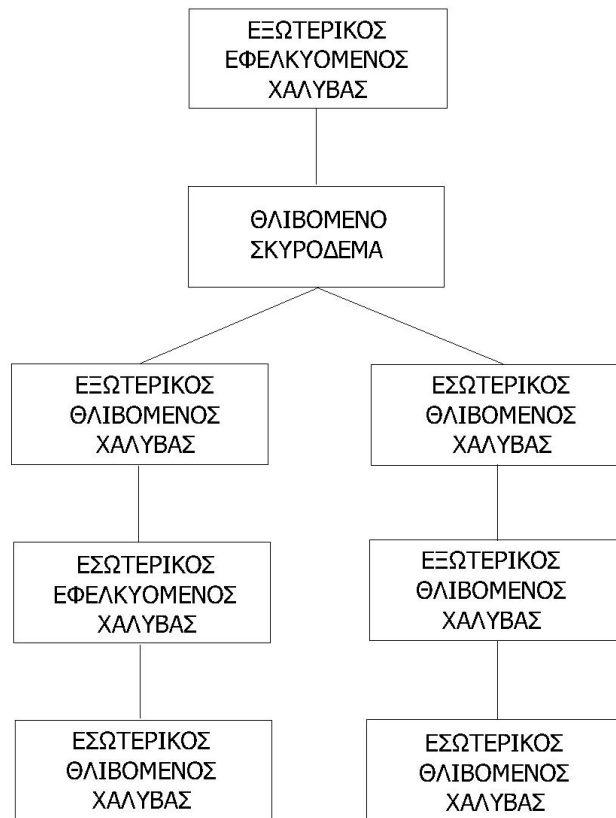 ΕΞΩΤΕΡΙΚΟΣ
ΕΦΕΛΚΥΟΜΕΝΟΣ
ΧΑΛΥΒΑΣ
ΘΛΙΒΟΜΕΝΟ
ΣΚΥΡΟΔΕΜΑ
ΕΞΩΤΕΡΙΚΟΣ
ΘΛΙΒΟΜΕΝΟΣ
ΧΑΛΥΒΑΣ
ΕΣΩΤΕΡΙΚΟΣ
ΘΛΙΒΟΜΕΝΟΣ
ΧΑΛΥΒΑΣ
ΕΣΩΤΕΡΙΚΟΣ
ΕΦΕΛΚΥΟΜΕΝΟΣ
ΧΑΛΥΒΑΣ
ΕΞΩΤΕΡΙΚΟΣ
ΘΛΙΒΟΜΕΝΟΣ
ΧΑΛΥΒΑΣ
ΕΣΩΤΕΡΙΚΟΣ
ΘΛΙΒΟΜΕΝΟΣ
ΧΑΛΥΒΑΣ
ΕΣΩΤΕΡΙΚΟΣ
ΘΛΙΒΟΜΕΝΟΣ
ΧΑΛΥΒΑΣ